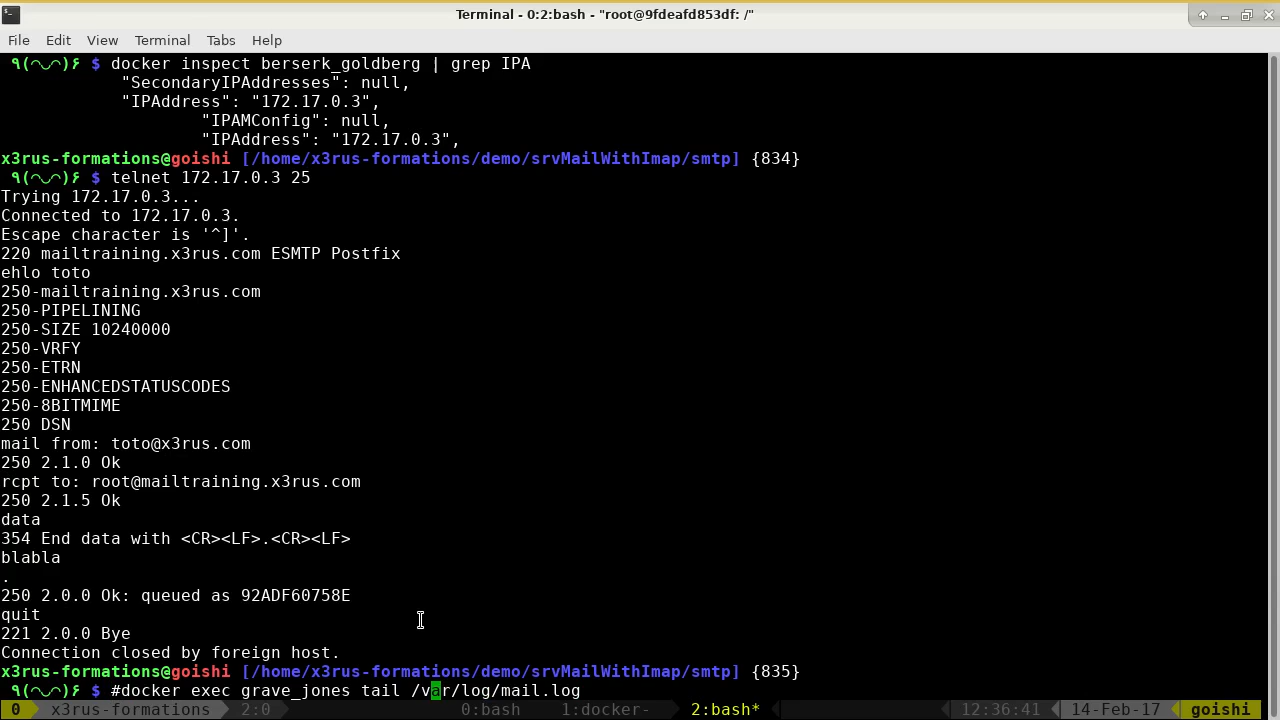 Terminal - 0:2:bash - "root@9fdeafd853df: /"
File Edit View Terminal Tabs Help
٩(◠◡◠)۶ $ docker inspect berserk_goldberg | grep IPA
"SecondaryIPAddresses": null,
"IPAddress": "172.17.0.3",
"IPAMConfig": null,
"IPAddress": "172.17.0.3",
x3rus-formations@goishi [/home/x3rus-formations/demo/srvMailWithImap/smtp] {834}
٩(◠◡◠)۶ $ telnet 172.17.0.3 25
Trying 172.17.0.3...
Connected to 172.17.0.3.
Escape character is '^]'.
220 mailtraining.x3rus.com ESMTP Postfix
ehlo toto
250-mailtraining.x3rus.com
250-PIPELINING
250-SIZE 10240000
250-VRFY
250-ETRN
250-ENHANCEDSTATUSCODES
250-8BITMIME
250 DSN
mail from: toto@x3rus.com
250 2.1.0 Ok
rcpt to: root@mailtraining.x3rus.com
250 2.1.5 Ok
data
354 End data with <CR><LF>.<CR><LF>
blabla
.
250 2.0.0 Ok: queued as 92ADF60758E
quit
221 2.0.0 Bye
Connection closed by foreign host.
x3rus-formations@goishi [/home/x3rus-formations/demo/srvMailWithImap/smtp] {835}
٩(◠◡◠)۶ $ #docker exec grave_jones tail /var/log/mail.log
0 x3rus-formations 2:0 0:bash 1:docker- 2:bash* 12:36:41 14-Feb-17 goishi